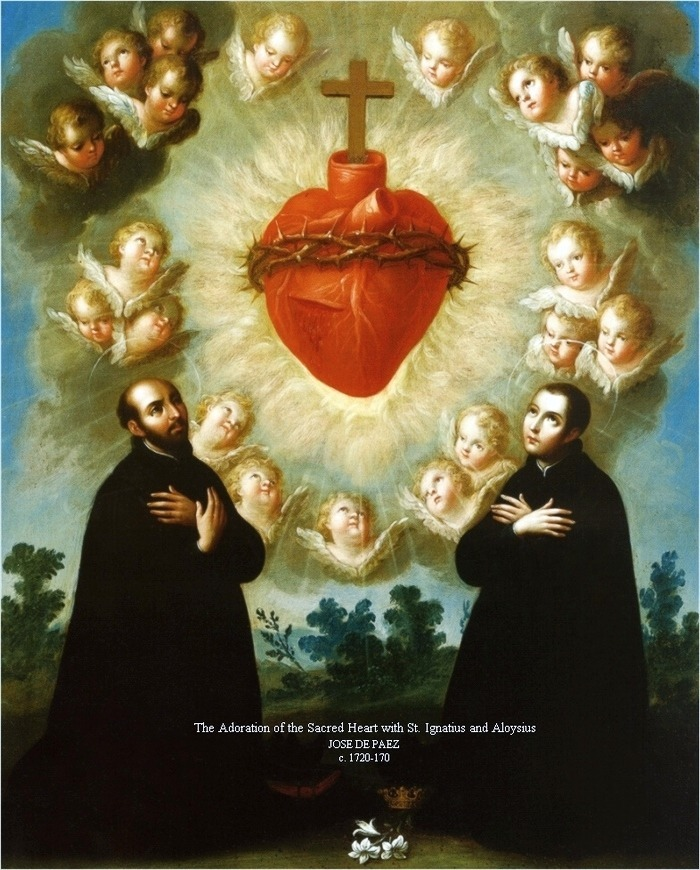 The Adoration of the Sacred Heart with St. Ignatius and Aloysius
JOSE DE PAEZ
c. 1720-170